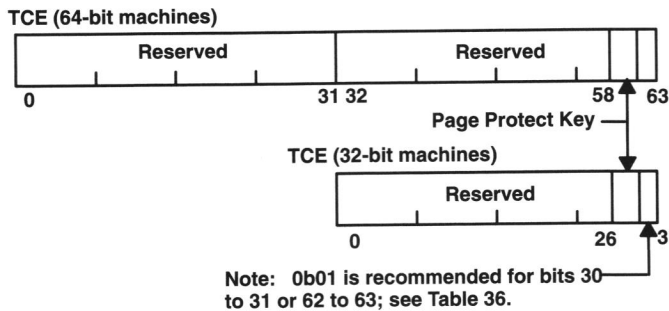 TCE (64-bit machines)
Reserved Reserved
0 31 32 58 63
Page Protect Key
TCE (32-bit machines)
Reserved
0 26 3
Note: 0b01 is recommended for bits 30
to 31 or 62 to 63; see Table 36.